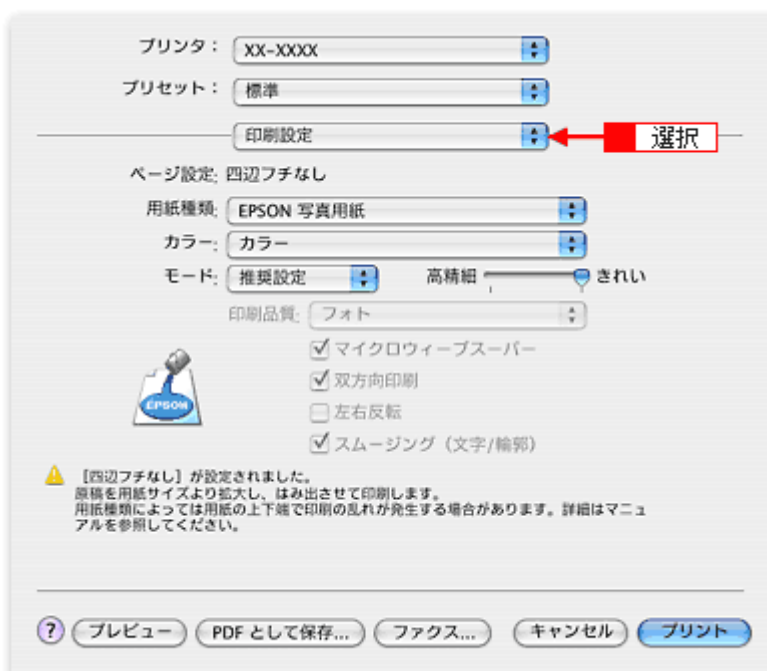 プリンタ： XX-XXXX
プリセット： 標準
印刷設定 選択
ページ設定: 四辺フチなし
用紙種類: EPSON 写真用紙
カラー: カラー
モード: 推奨設定 高精細 きれい
印刷品質: フォト
マイクロウィーブスーパー
双方向印刷
左右反転
スムージング（文字/輪郭）
EPSON
［四辺フチなし］が設定されました。
原稿を用紙サイズより拡大し、はみ出させて印刷します。
用紙種類によっては用紙の上下端で印刷の乱れが発生する場合があります。詳細はマニュ
アルを参照してください。
? プレビュー PDF として保存... ファクス... キャンセル プリント